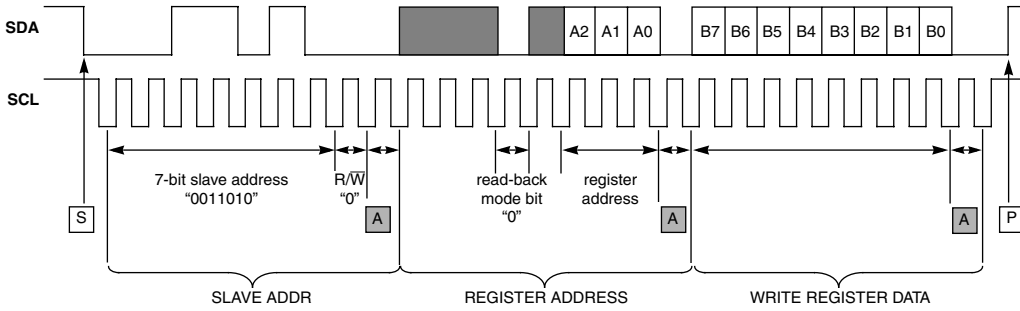 SDA
A2 A1 A0 B7 B6 B5 B4 B3 B2 B1 B0
SCL
7-bit slave address
“0011010”
R/W̅
“0”
read-back
mode bit
“0”
register
address
S A A A P
SLAVE ADDR REGISTER ADDRESS WRITE REGISTER DATA